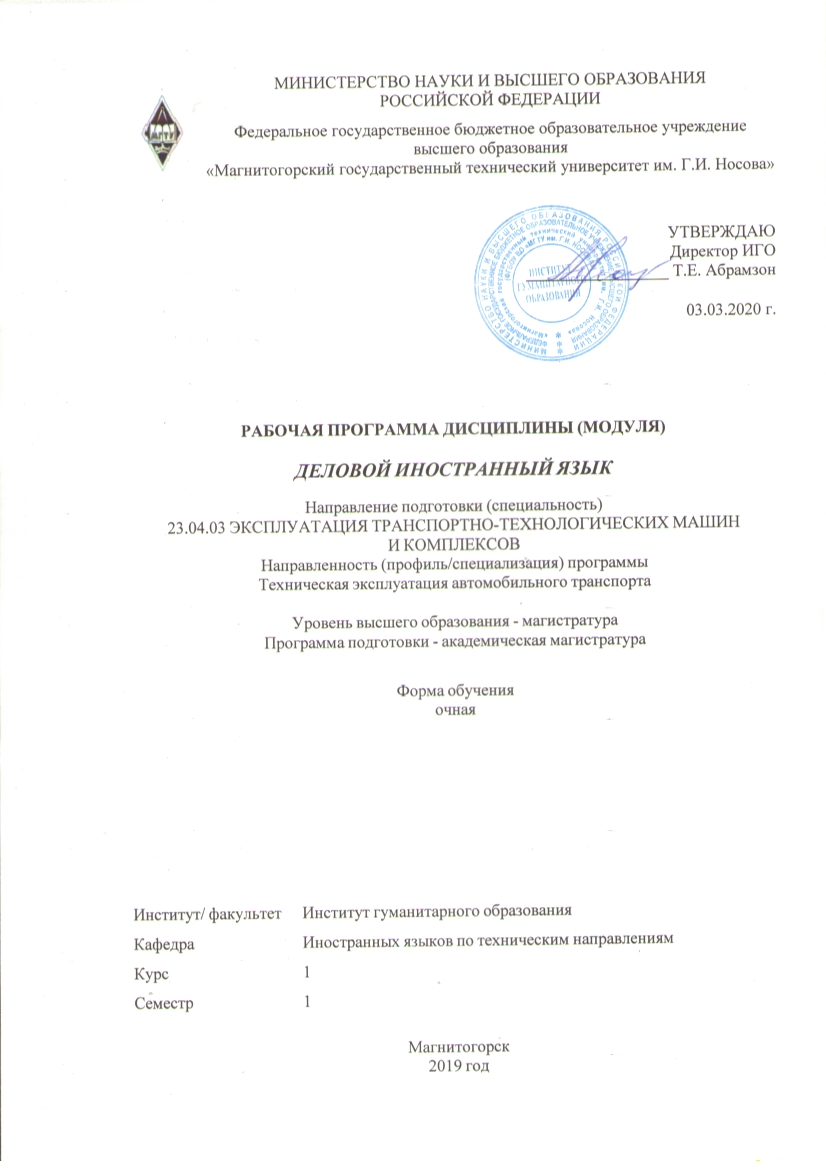 МИНИСТЕРСТВО НАУКИ И ВЫСШЕГО ОБРАЗОВАНИЯ
РОССИЙСКОЙ ФЕДЕРАЦИИ
Федеральное государственное бюджетное образовательное учреждение
высшего образования
«Магнитогорский государственный технический университет им. Г.И. Носова»
УТВЕРЖДАЮ
Директор ИГО
Т.Е. Абрамзон
03.03.2020 г.
ИНСТИТУТ
ГУМАНИТАРНОГО
ОБРАЗОВАНИЯ
РАБОЧАЯ ПРОГРАММА ДИСЦИПЛИНЫ (МОДУЛЯ)
ДЕЛОВОЙ ИНОСТРАННЫЙ ЯЗЫК
Направление подготовки (специальность)
23.04.03 ЭКСПЛУАТАЦИЯ ТРАНСПОРТНО-ТЕХНОЛОГИЧЕСКИХ МАШИН
И КОМПЛЕКСОВ
Направленность (профиль/специализация) программы
Техническая эксплуатация автомобильного транспорта
Уровень высшего образования - магистратура
Программа подготовки - академическая магистратура
Форма обучения
очная
Институт/ факультет Институт гуманитарного образования
Кафедра Иностранных языков по техническим направлениям
Курс 1
Семестр 1
Магнитогорск
2019 год